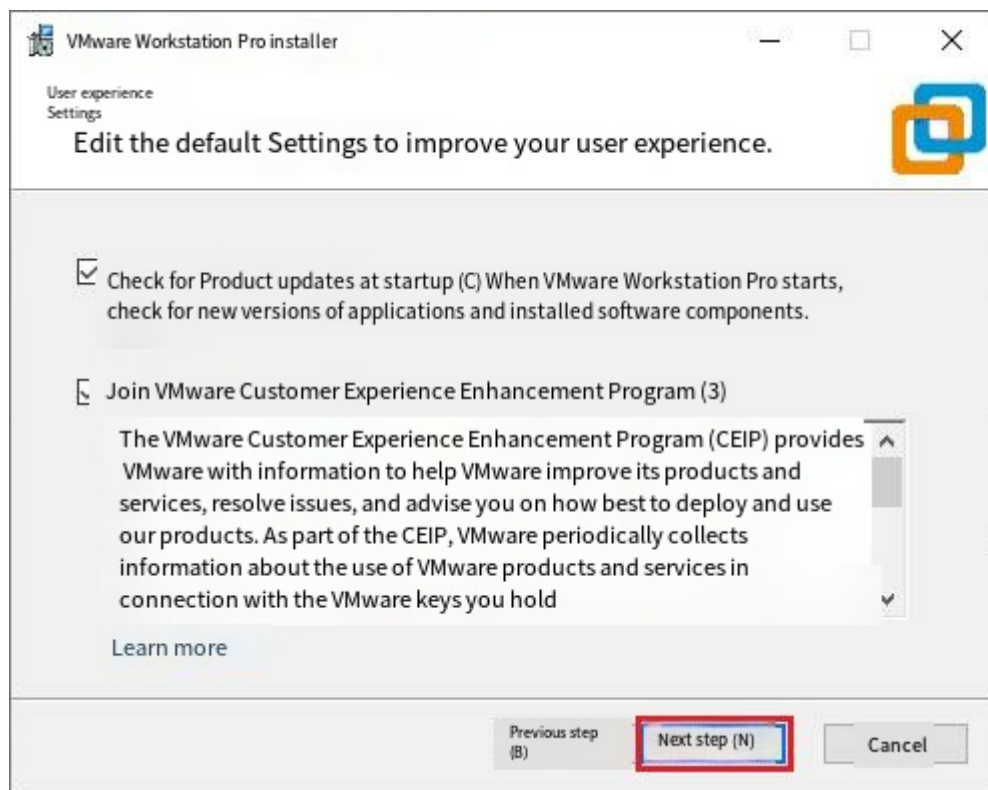 VMware Workstation Pro installer
User experience
Settings
Edit the default Settings to improve your user experience.
Check for Product updates at startup (C) When VMware Workstation Pro starts,
check for new versions of applications and installed software components.
Join VMware Customer Experience Enhancement Program (3)
The VMware Customer Experience Enhancement Program (CEIP) provides
VMware with information to help VMware improve its products and
services, resolve issues, and advise you on how best to deploy and use
our products. As part of the CEIP, VMware periodically collects
information about the use of VMware products and services in
connection with the VMware keys you hold
Learn more
Previous step
(B)
Next step (N)
Cancel